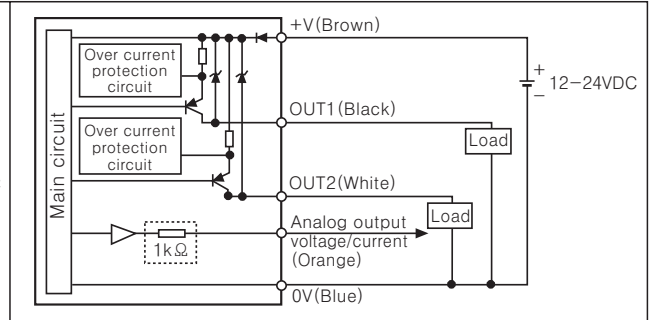 +V(Brown)
Over current
protection
circuit
+
12-24VDC
−
OUT1(Black)
Load
Over current
protection
circuit
Main circuit
OUT2(White)
Load
Analog output
voltage/current
(Orange)
1kΩ
0V(Blue)